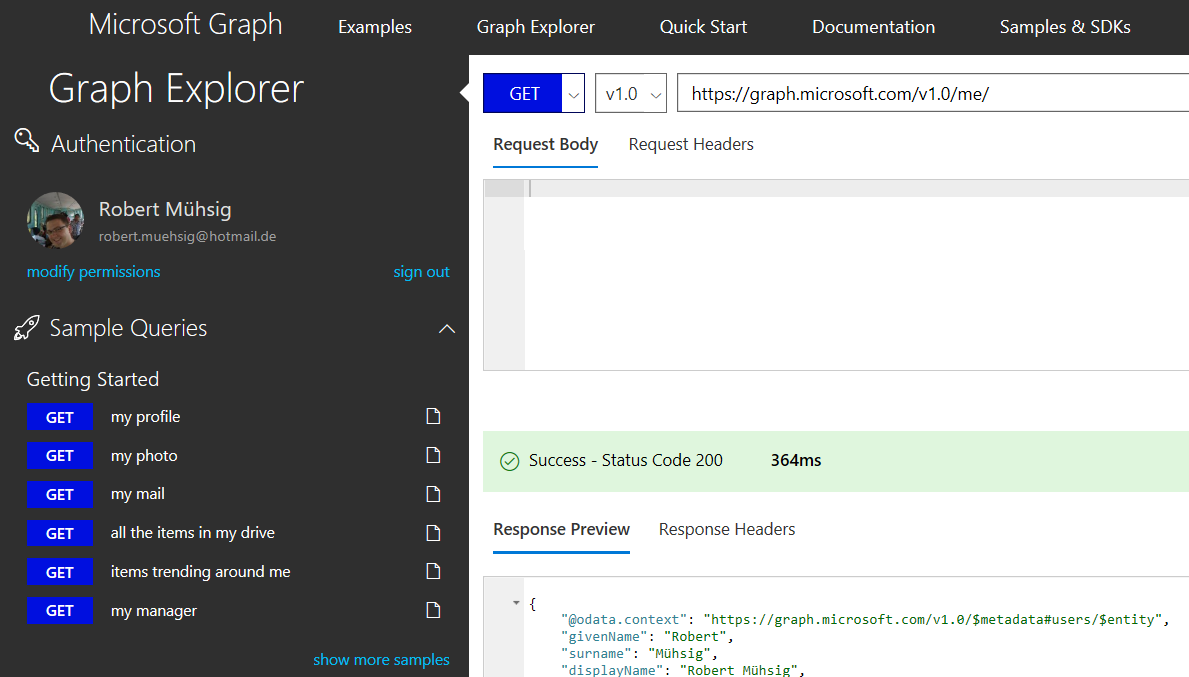 Microsoft Graph Examples Graph Explorer Quick Start Documentation Samples & SDKs
Graph Explorer
Authentication
Robert Mühsig
robert.muehsig@hotmail.de
modify permissions sign out
Sample Queries
Getting Started
GET my profile
GET my photo
GET my mail
GET all the items in my drive
GET items trending around me
GET my manager
show more samples
GET v1.0 https://graph.microsoft.com/v1.0/me/
Request Body Request Headers
Success - Status Code 200 364ms
Response Preview Response Headers
{
"@odata.context": "https://graph.microsoft.com/v1.0/$metadata#users/$entity",
"givenName": "Robert",
"surname": "Mühsig",
"displayName": "Robert Mühsig",